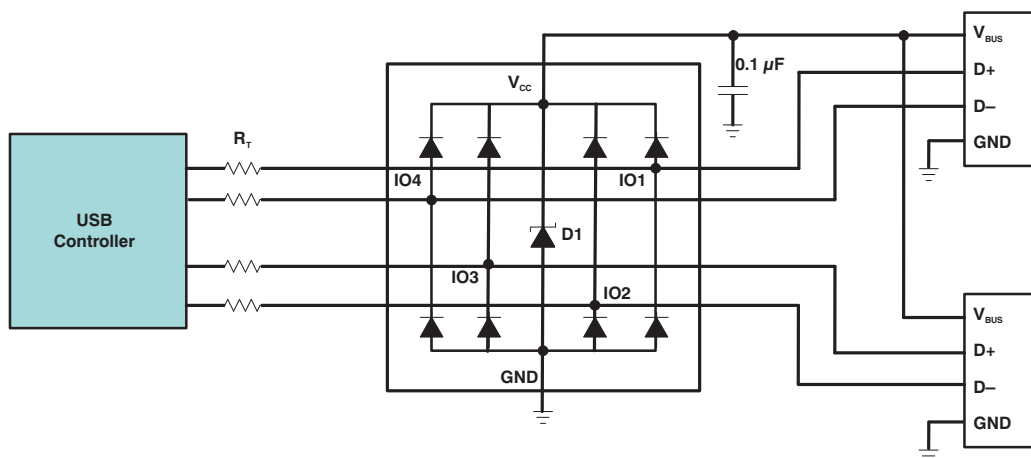 V_BUS
0.1 µF
D+
V_CC
D–
R_T
GND
IO4
IO1
USB
Controller
D1
IO3
IO2
V_BUS
D+
GND
D–
GND